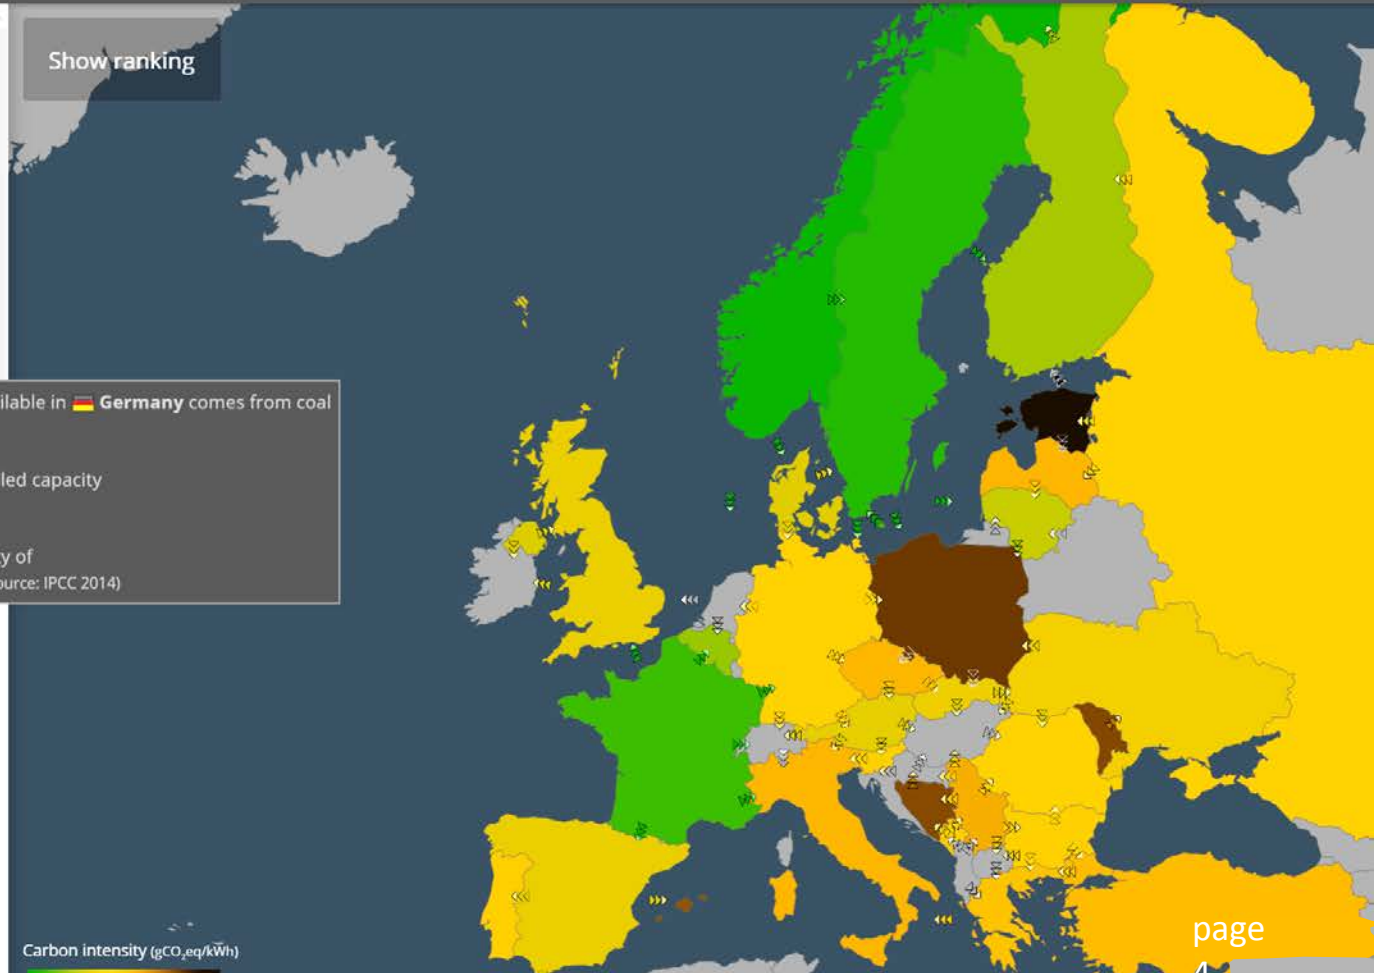 Show ranking
ilable in Germany comes from coal
led capacity
y of
ource: IPCC 2014)
Carbon intensity (gCO₂eq/kWh)
page